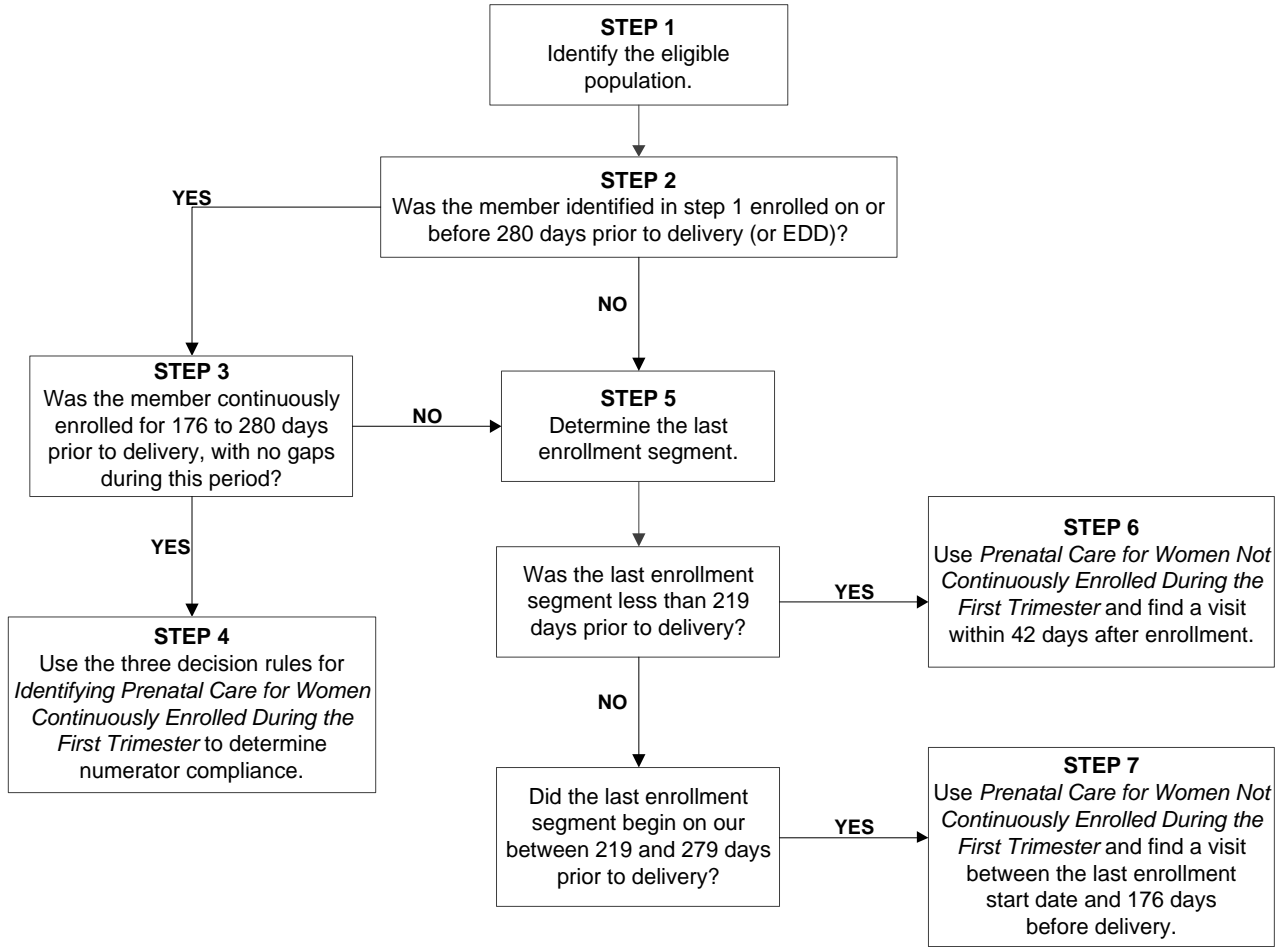 STEP 1
Identify the eligible
population.
STEP 2
Was the member identified in step 1 enrolled on or
before 280 days prior to delivery (or EDD)?
YES
NO
STEP 3
Was the member continuously
enrolled for 176 to 280 days
prior to delivery, with no gaps
during this period?
NO
YES
STEP 4
Use the three decision rules for
Identifying Prenatal Care for Women
Continuously Enrolled During the
First Trimester to determine
numerator compliance.
STEP 5
Determine the last
enrollment segment.
Was the last enrollment
segment less than 219
days prior to delivery?
YES
NO
STEP 6
Use Prenatal Care for Women Not
Continuously Enrolled During the
First Trimester and find a visit
within 42 days after enrollment.
Did the last enrollment
segment begin on our
between 219 and 279 days
prior to delivery?
YES
STEP 7
Use Prenatal Care for Women Not
Continuously Enrolled During the
First Trimester and find a visit
between the last enrollment
start date and 176 days
before delivery.